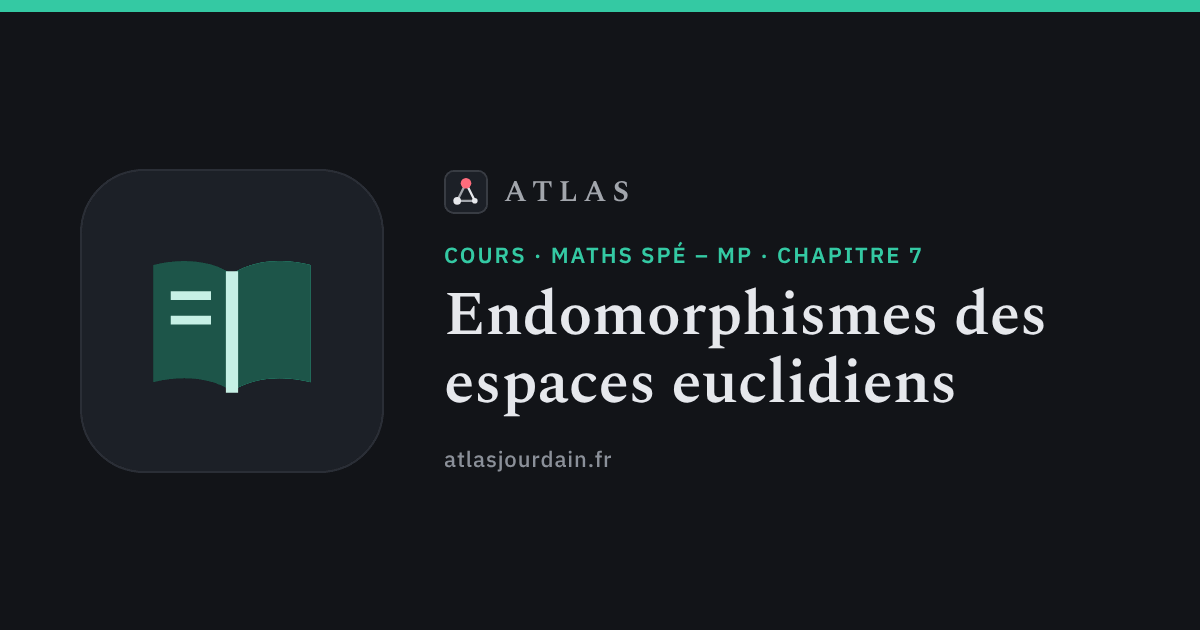 ATLAS
COURS · MATHS SPÉ – MP · CHAPITRE 7
Endomorphismes des
espaces euclidiens
atlasjourdain.fr